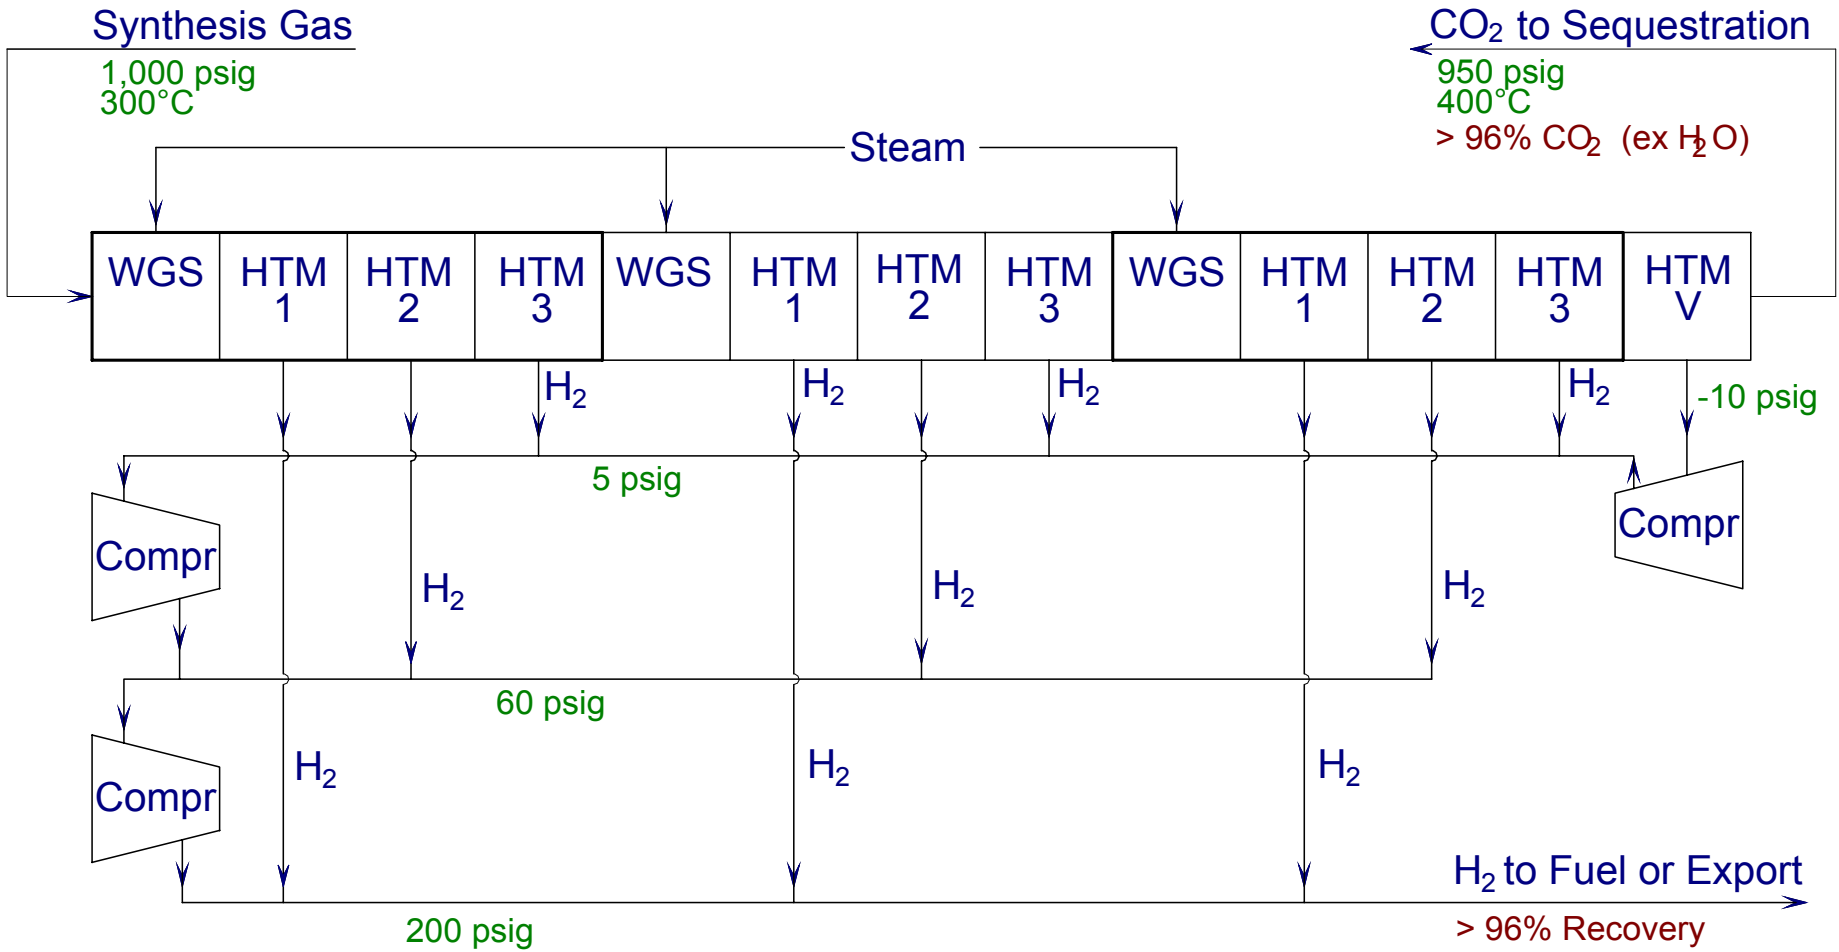 Synthesis Gas
1,000 psig
300°C
CO₂ to Sequestration
950 psig
400°C
> 96% CO₂ (ex H₂O)
Steam
WGS
HTM
1
HTM
2
HTM
3
WGS
HTM
1
HTM
2
HTM
3
WGS
HTM
1
HTM
2
HTM
3
HTM
V
H₂
H₂
H₂
H₂
-10 psig
5 psig
Compr
Compr
H₂
H₂
H₂
60 psig
Compr
H₂
H₂
H₂
H₂ to Fuel or Export
200 psig
> 96% Recovery